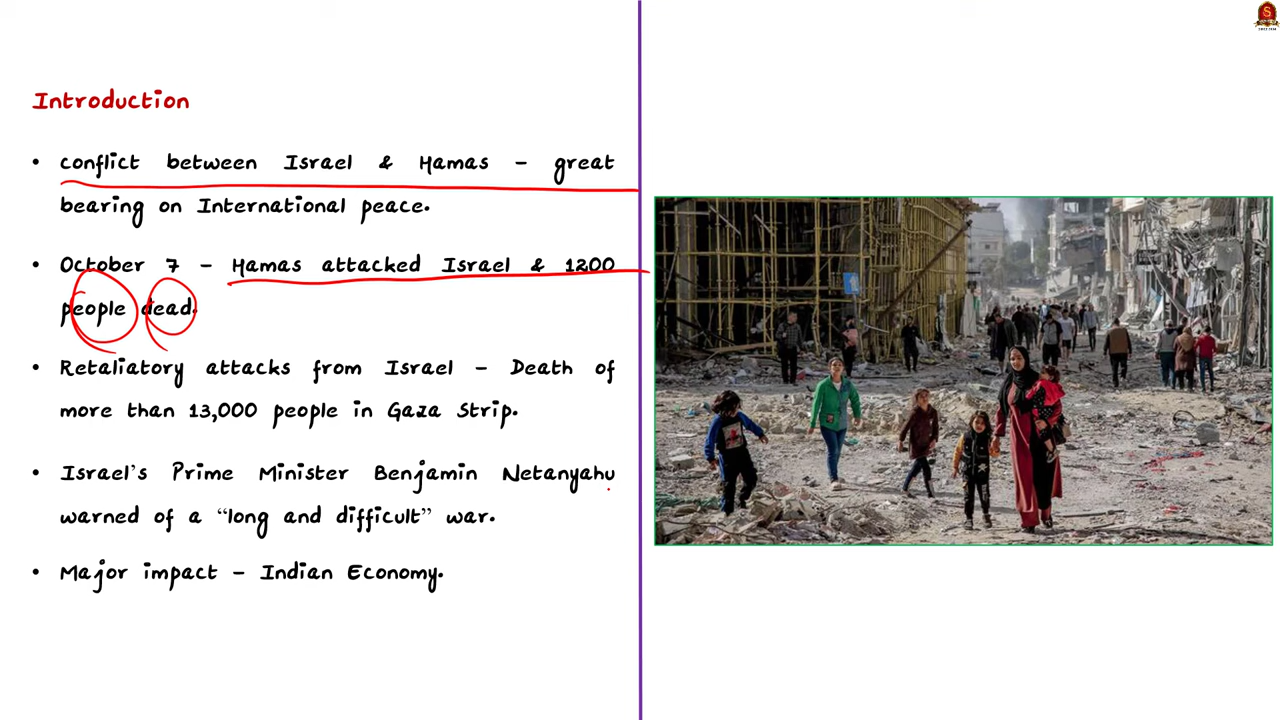 Introduction
• conflict between Israel & Hamas – great
bearing on International peace.
• October 7 – Hamas attacked Israel & 1200
people dead.
• Retaliatory attacks from Israel – Death of
more than 13,000 people in Gaza Strip.
• Israel's Prime Minister Benjamin Netanyahu
warned of a “long and difficult” war.
• Major impact – Indian Economy.